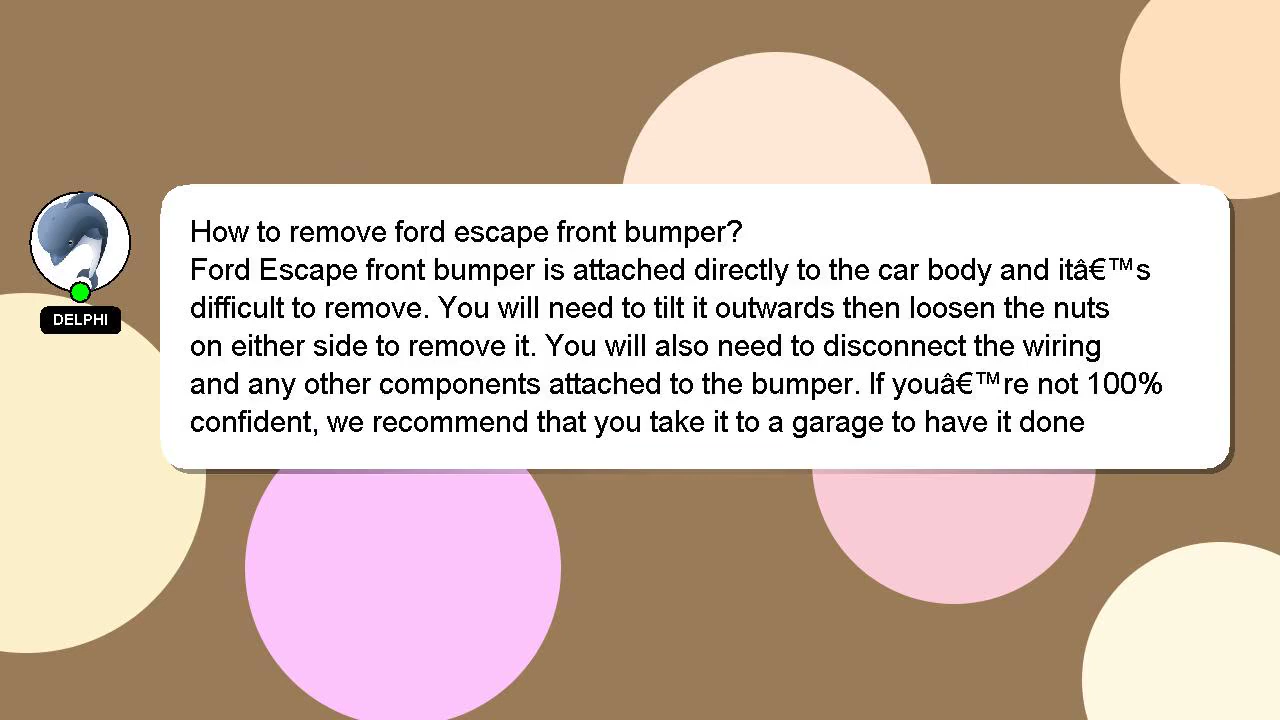 How to remove ford escape front bumper?
Ford Escape front bumper is attached directly to the car body and itâ€™s
difficult to remove. You will need to tilt it outwards then loosen the nuts
on either side to remove it. You will also need to disconnect the wiring
and any other components attached to the bumper. If youâ€™re not 100%
confident, we recommend that you take it to a garage to have it done
DELPHI